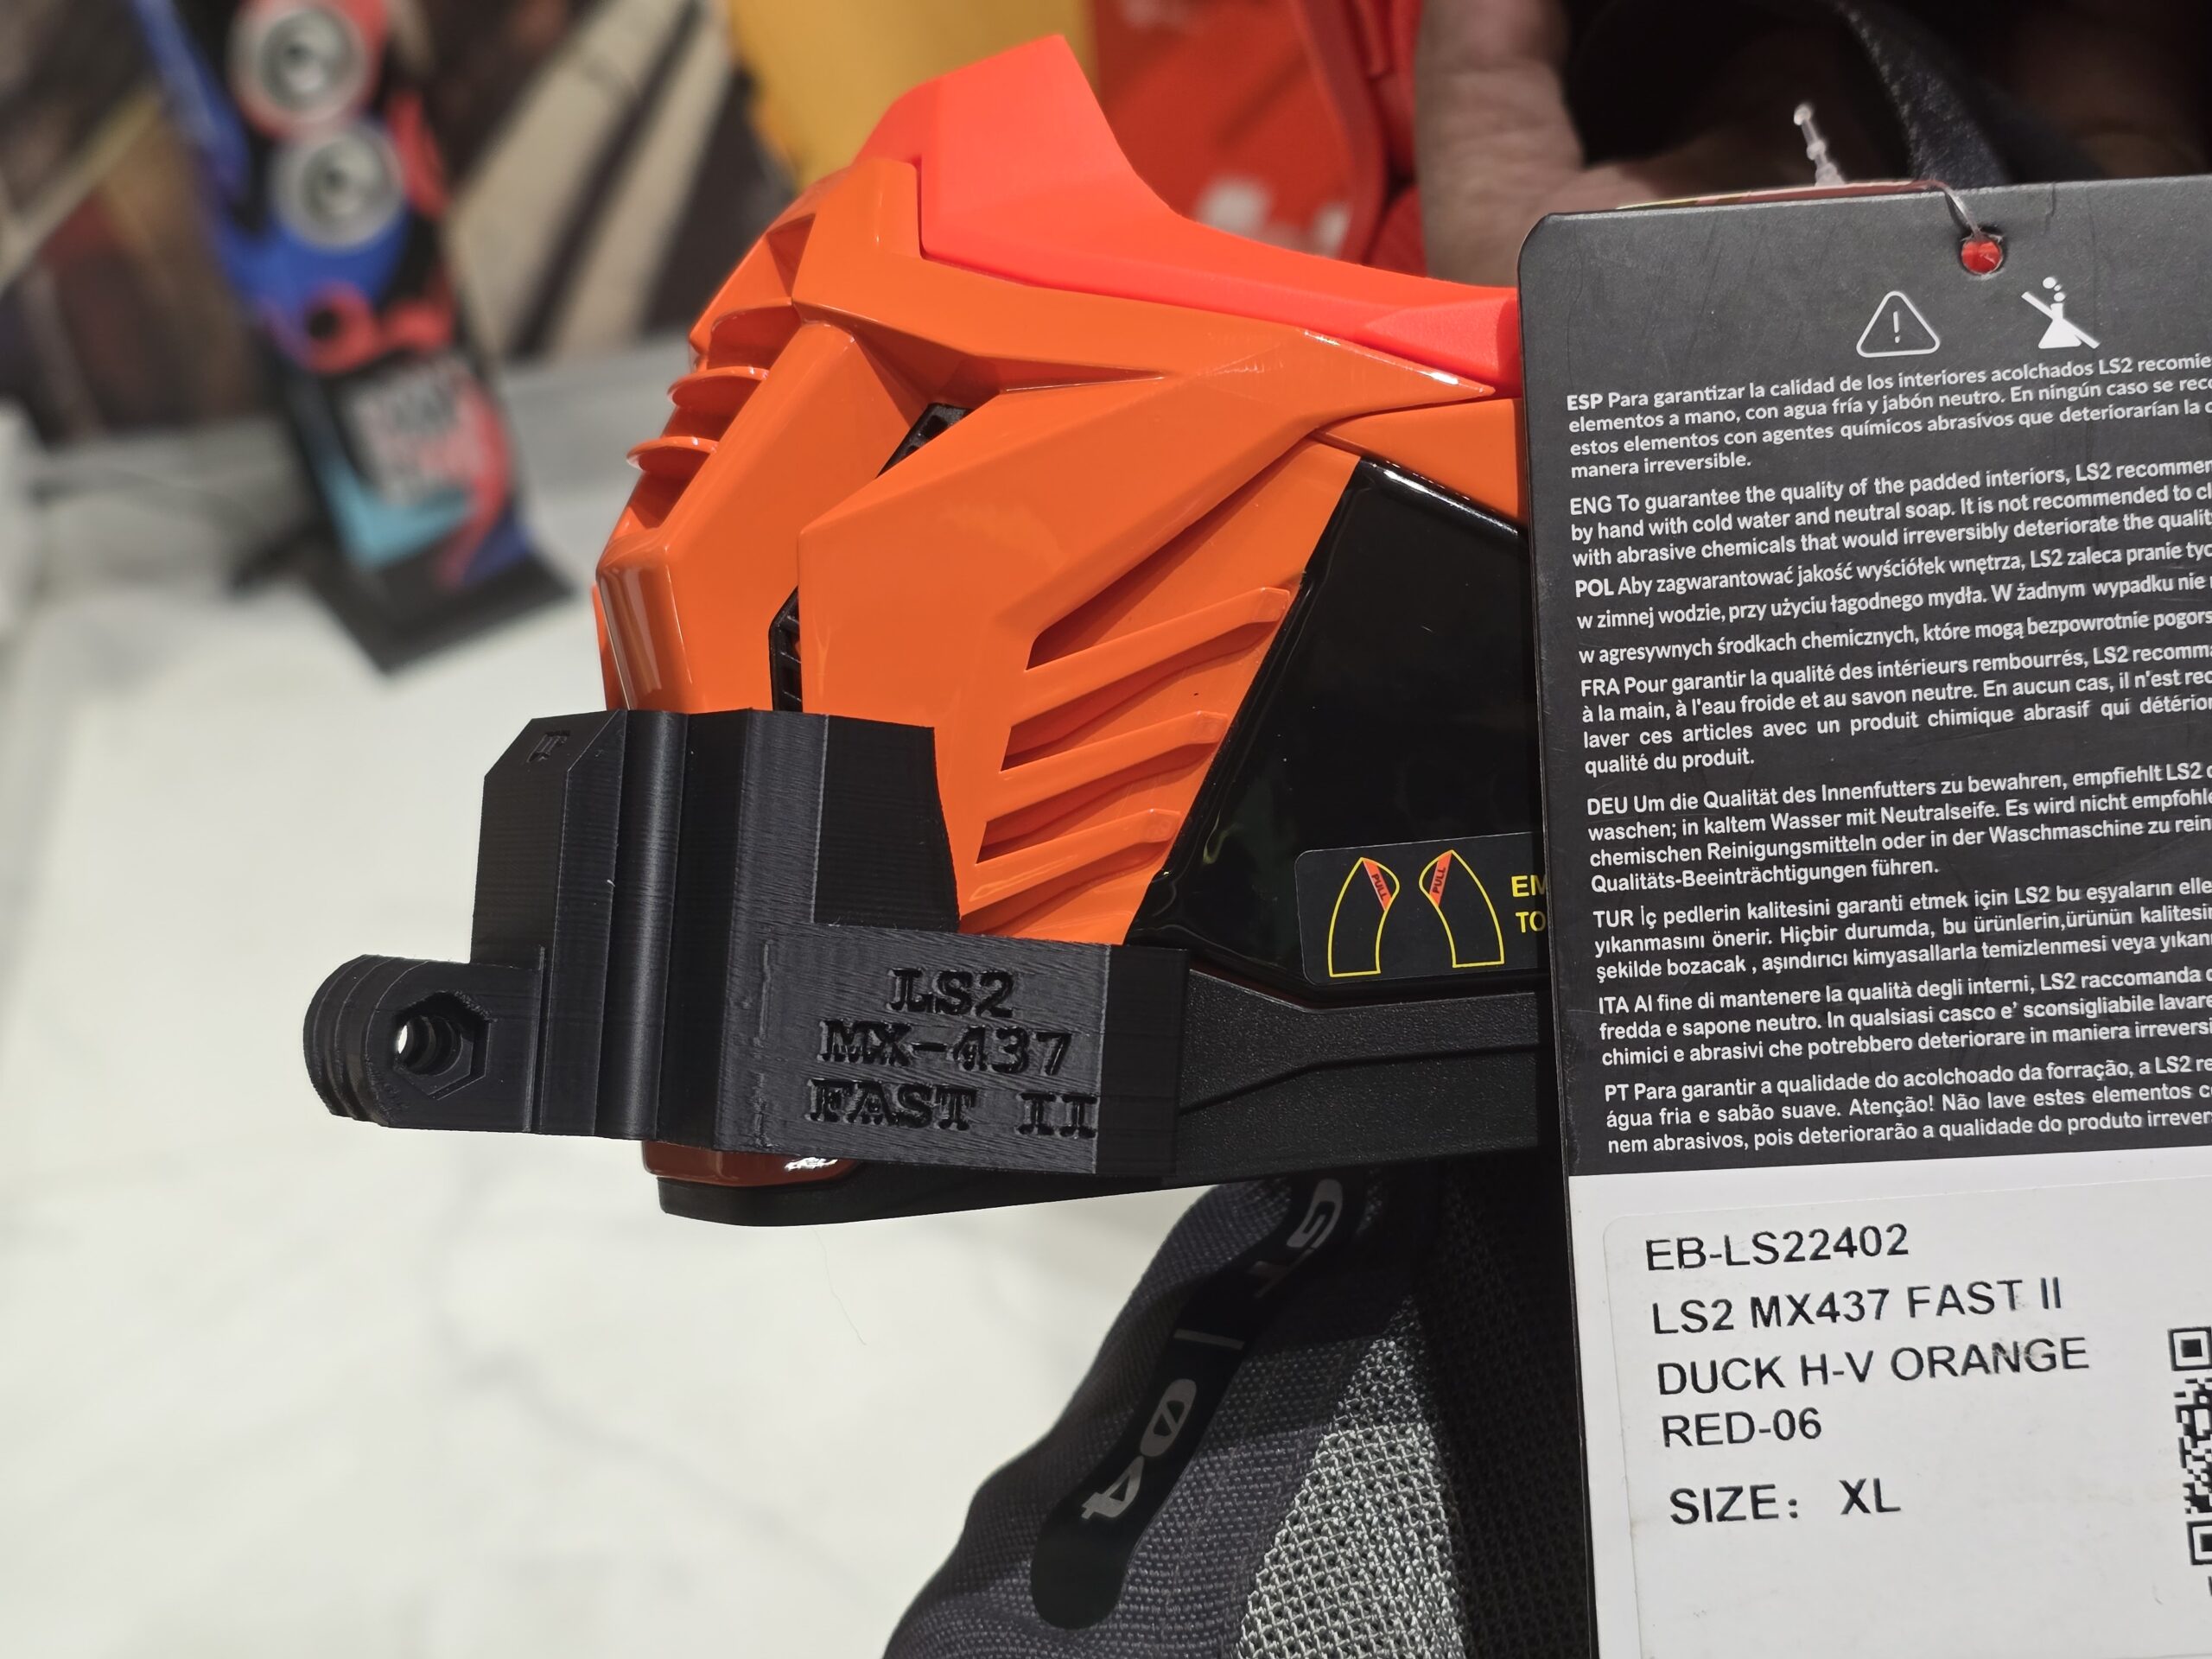 ESP Para garantizar la calidad de los interiores acolchados LS2
elementos a mano, con agua fría y jabón neutro. En ningún caso se
estos elementos con agentes químicos abrasivos que deteriorarían la
manera irreversible.
ENG To guarantee the quality of the padded interiors, LS2
by hand with cold water and neutral soap. It is not recommended to
with abrasive chemicals that would irreversibly deteriorate the
POL Aby zagwarantować jakość wyściółek wnętrza, LS2 zaleca pranie
w zimnej wodzie, przy użyciu łagodnego mydła. W żadnym wypadku nie
w agresywnych środkach chemicznych, które mogą bezpowrotnie
FRA Pour garantir la qualité des intérieurs rembourrés, LS2
à la main, à l'eau froide et au savon neutre. En aucun cas, il n'est
laver ces articles avec un produit chimique abrasif qui
qualité du produit.
DEU Um die Qualität des Innenfutters zu bewahren, empfiehlt LS2
waschen; in kaltem Wasser mit Neutralseife. Es wird nicht
chemischen Reinigungsmitteln oder in der Waschmaschine zu
Qualitäts-Beeinträchtigungen führen.
TUR İç pedlerin kalitesini garanti etmek için LS2 bu eşyaların
yıkanmasını önerir. Hiçbir durumda, bu ürünlerin,ürünün
şekilde bozacak , aşındırıcı kimyasallarla temizlenmesi veya
ITA Al fine di mantenere la qualità degli interni, LS2 raccomanda
fredda e sapone neutro. In qualsiasi casco e' sconsigliabile
chimici e abrasivi che potrebbero deteriorare in maniera
PT Para garantir a qualidade do acolchoado da forração, a LS2
água fria e sabão suave. Atenção! Não lave estes elementos
nem abrasivos, pois deteriorarão a qualidade do produto
EB-LS22402
LS2 MX437 FAST II
DUCK H-V ORANGE
RED-06
SIZE: XL
PULL
PULL
TO
LS2
MX-437
FAST II
04